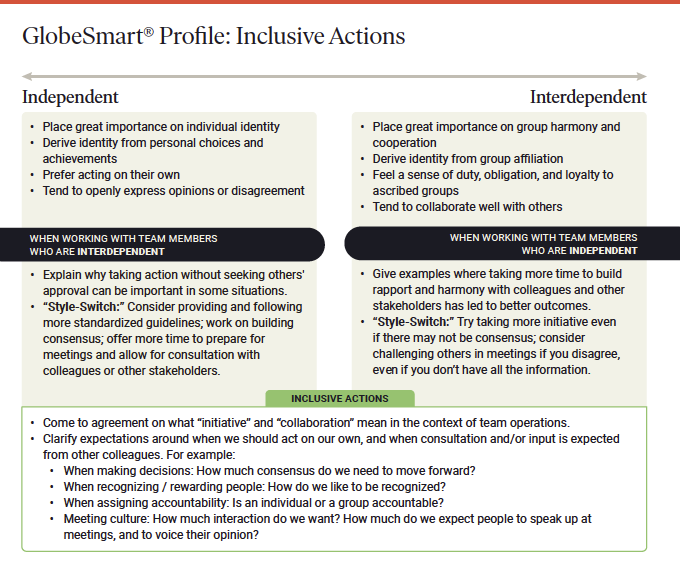 GlobeSmart® Profile: Inclusive Actions
Independent
Interdependent
• Place great importance on individual identity
• Derive identity from personal choices and
achievements
• Prefer acting on their own
• Tend to openly express opinions or disagreement
• Place great importance on group harmony and
cooperation
• Derive identity from group affiliation
• Feel a sense of duty, obligation, and loyalty to
ascribed groups
• Tend to collaborate well with others
WHEN WORKING WITH TEAM MEMBERS
WHO ARE INTERDEPENDENT
WHEN WORKING WITH TEAM MEMBERS
WHO ARE INDEPENDENT
• Explain why taking action without seeking others'
approval can be important in some situations.
• “Style-Switch:” Consider providing and following
more standardized guidelines; work on building
consensus; offer more time to prepare for
meetings and allow for consultation with
colleagues or other stakeholders.
• Give examples where taking more time to build
rapport and harmony with colleagues and other
stakeholders has led to better outcomes.
• “Style-Switch:” Try taking more initiative even
if there may not be consensus; consider
challenging others in meetings if you disagree,
even if you don’t have all the information.
INCLUSIVE ACTIONS
• Come to agreement on what “initiative” and “collaboration” mean in the context of team operations.
• Clarify expectations around when we should act on our own, and when consultation and/or input is expected
from other colleagues. For example:
• When making decisions: How much consensus do we need to move forward?
• When recognizing / rewarding people: How do we like to be recognized?
• When assigning accountability: Is an individual or a group accountable?
• Meeting culture: How much interaction do we want? How much do we expect people to speak up at
meetings, and to voice their opinion?